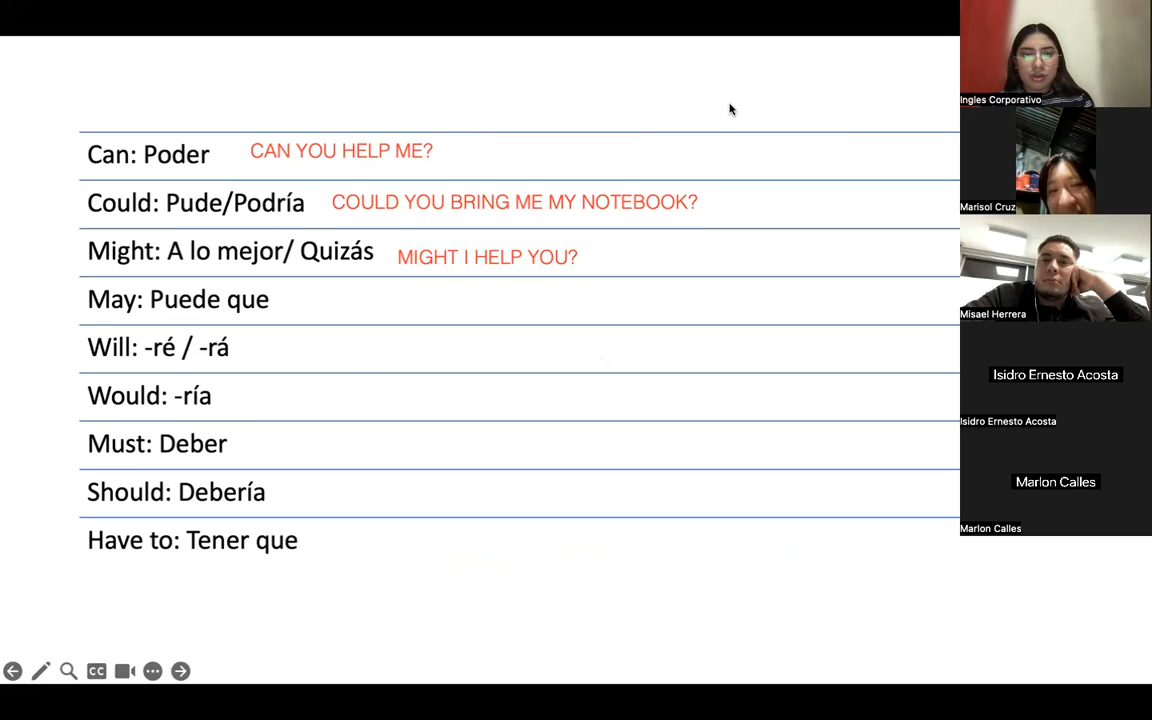 Can: Poder CAN YOU HELP ME?
Could: Pude/Podría COULD YOU BRING ME MY NOTEBOOK?
Might: A lo mejor/ Quizás MIGHT I HELP YOU?
May: Puede que
Will: -ré / -rá
Would: -ría
Must: Deber
Should: Debería
Have to: Tener que
CC
Ingles Corporativo
Marisol Cruz
Misael Herrera
Isidro Ernesto Acosta
Isidro Ernesto Acosta
Marlon Calles
Marlon Calles